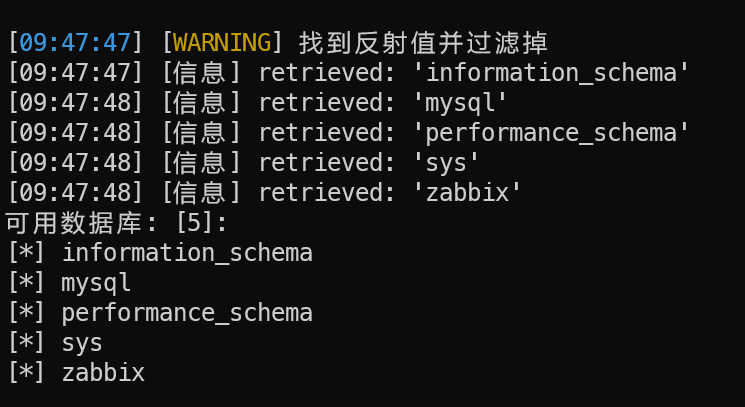 [09:47:47] [WARNING] 找到反射值并过滤掉
[09:47:47] [信息] retrieved: 'information_schema'
[09:47:48] [信息] retrieved: 'mysql'
[09:47:48] [信息] retrieved: 'performance_schema'
[09:47:48] [信息] retrieved: 'sys'
[09:47:48] [信息] retrieved: 'zabbix'
可用数据库: [5]:
[*] information_schema
[*] mysql
[*] performance_schema
[*] sys
[*] zabbix